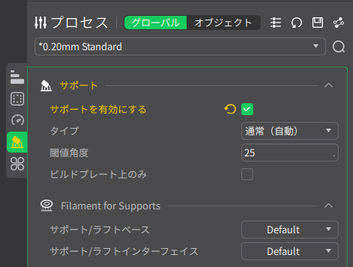 プロセス グローバル オブジェクト
*0.20mm Standard
サポート
サポートを有効にする
タイプ 通常（自動）
閾値角度 25
ビルドプレート上のみ
Filament for Supports
サポート/ラフトベース Default
サポート/ラフトインターフェイス Default